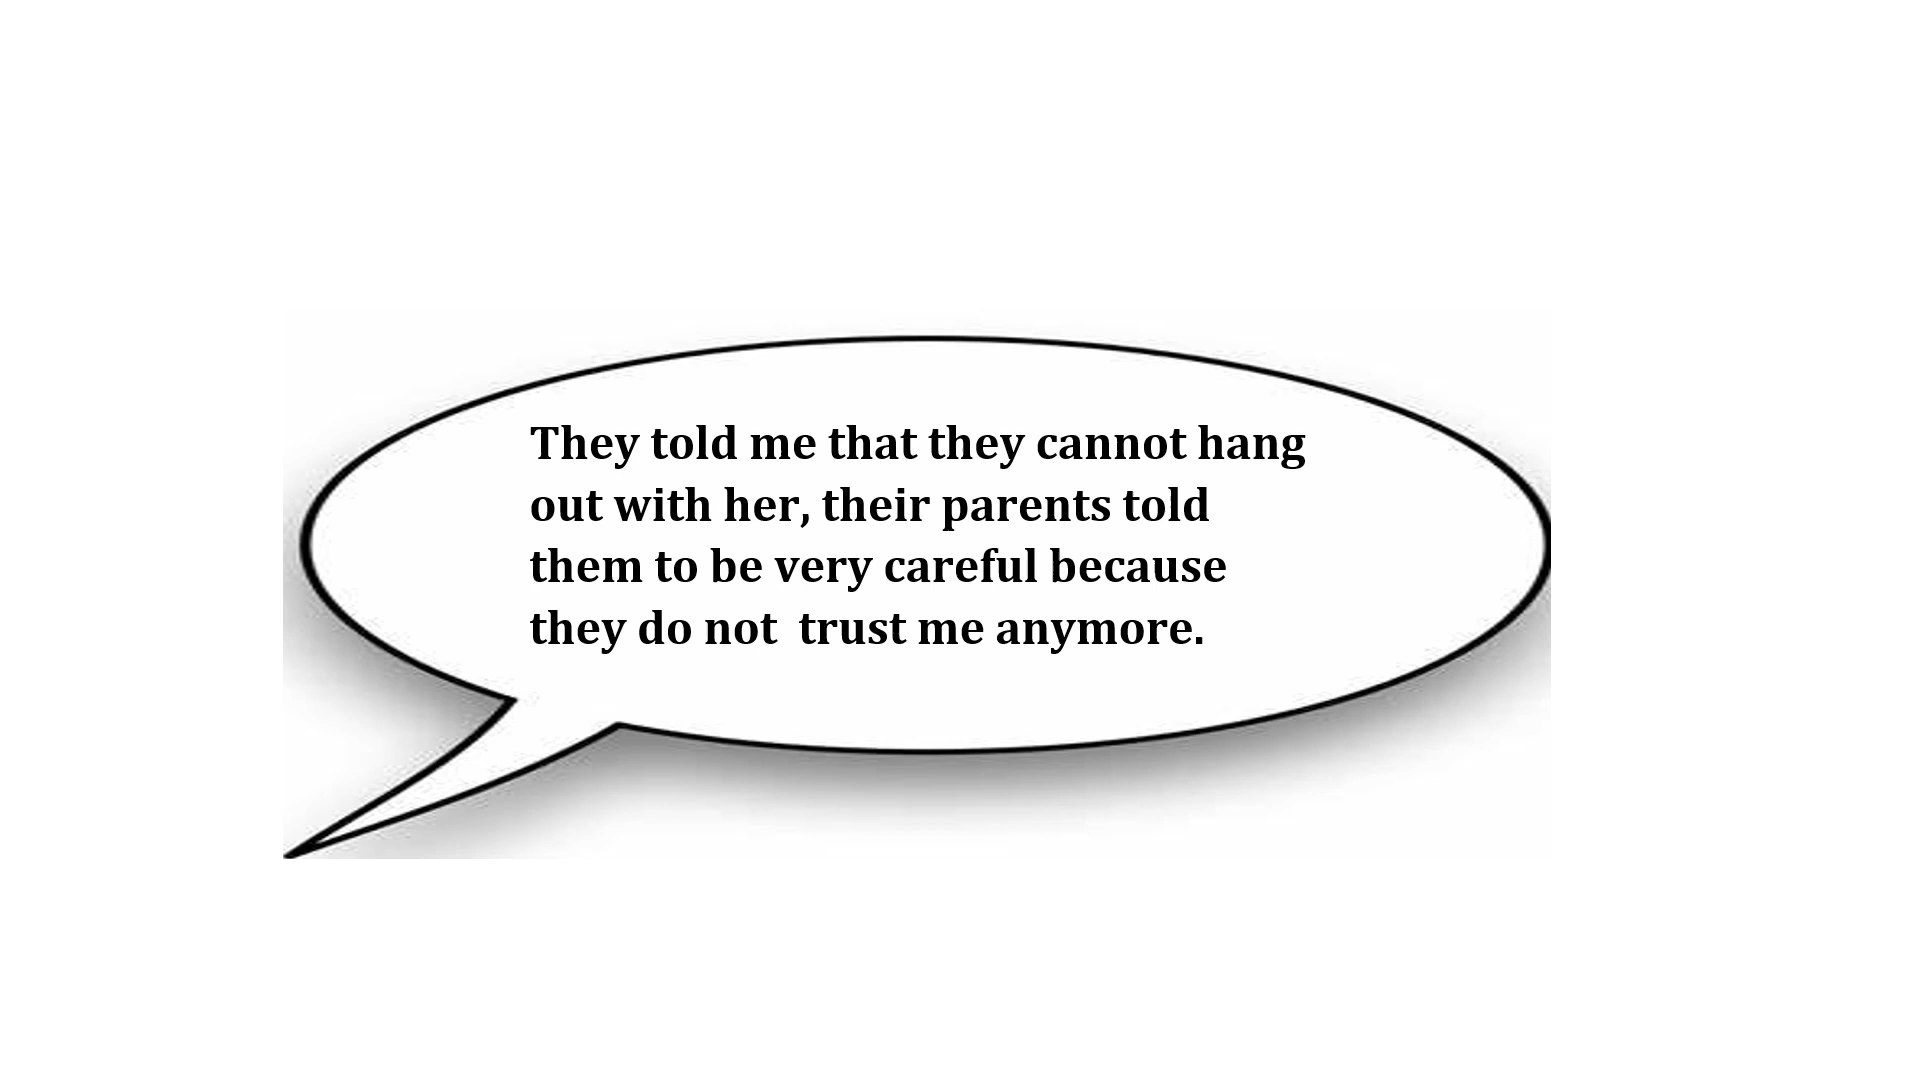 They told me that they cannot hang
out with her, their parents told
them to be very careful because
they do not  trust me anymore.